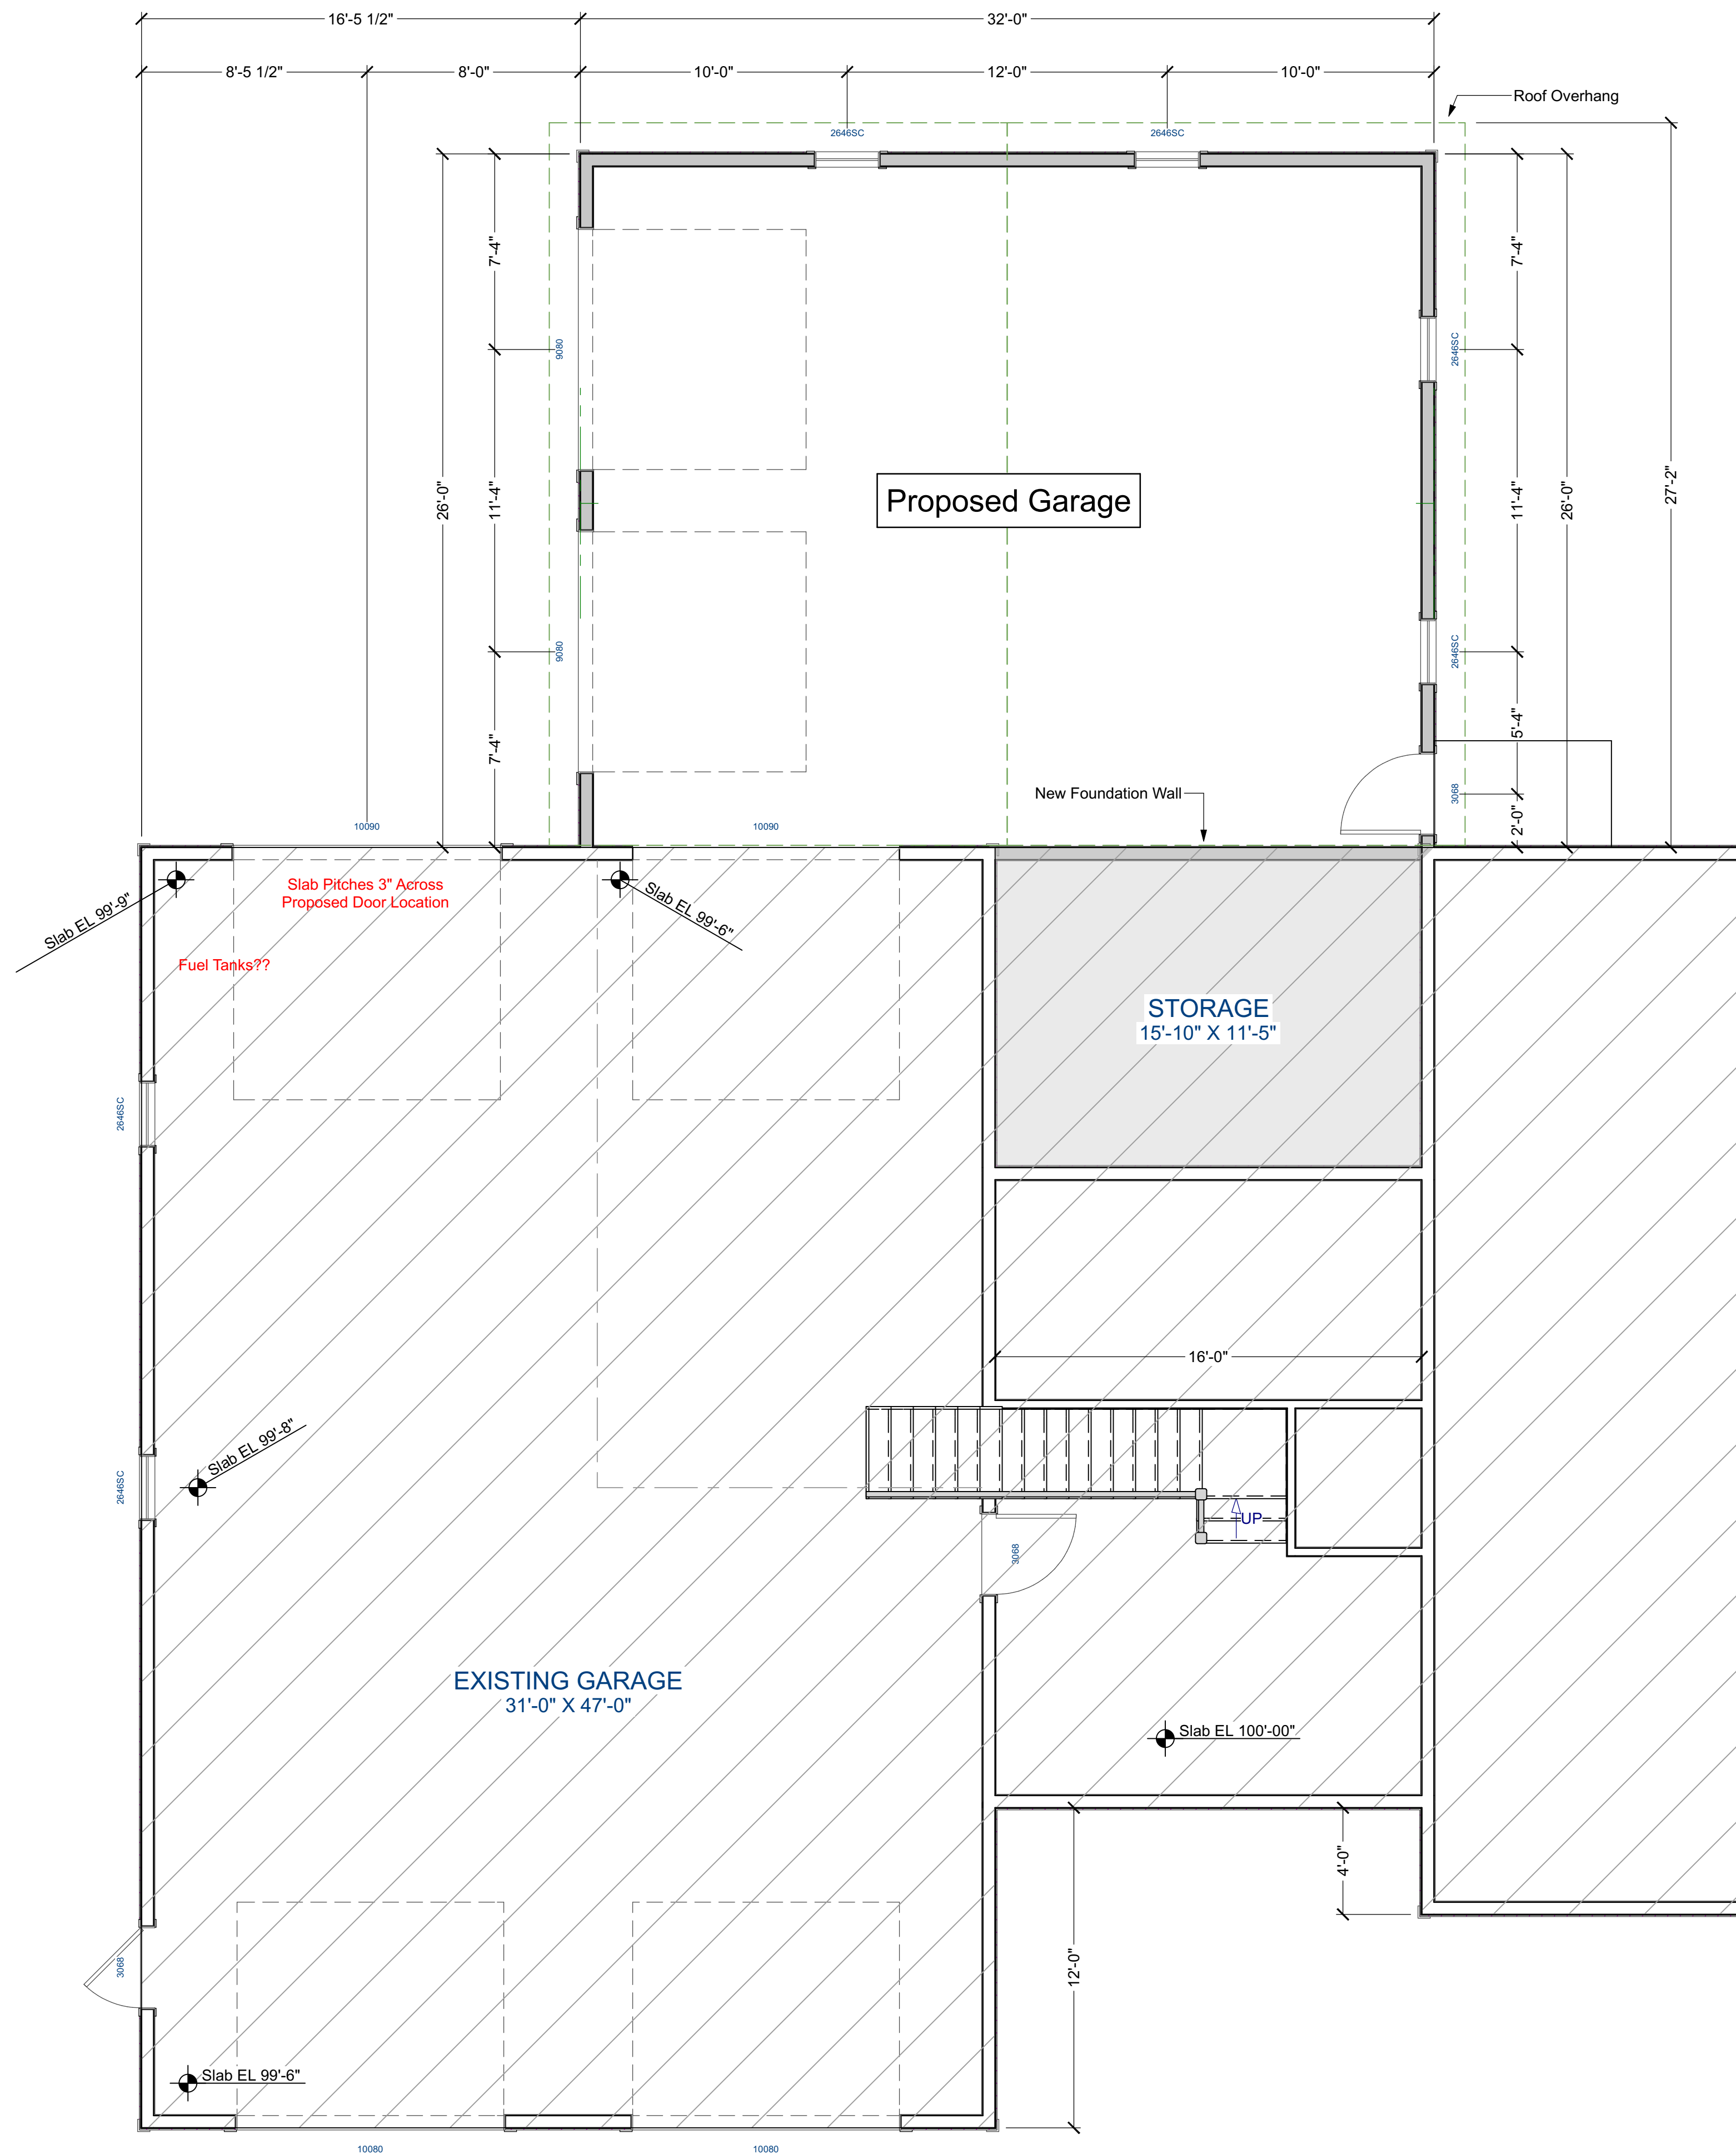 16'-5 1/2"
32'-0"
8'-5 1/2"
8'-0"
10'-0"
12'-0"
10'-0"
Roof Overhang
2646SC
2646SC
7'-4"
7'-4"
9080
2646SC
26'-0"
11'-4"
Proposed Garage
11'-4"
26'-0"
27'-2"
9080
2646SC
7'-4"
5'-4"
New Foundation Wall
3068
2'-0"
10090
10090
Slab Pitches 3" Across
Proposed Door Location
Slab EL 99'-9"
Slab EL 99'-6"
Fuel Tanks??
STORAGE
15'-10" X 11'-5"
2646SC
16'-0"
Slab EL 99'-8"
2646SC
UP
3068
EXISTING GARAGE
31'-0" X 47'-0"
Slab EL 100'-00"
4'-0"
3068
12'-0"
Slab EL 99'-6"
10080
10080